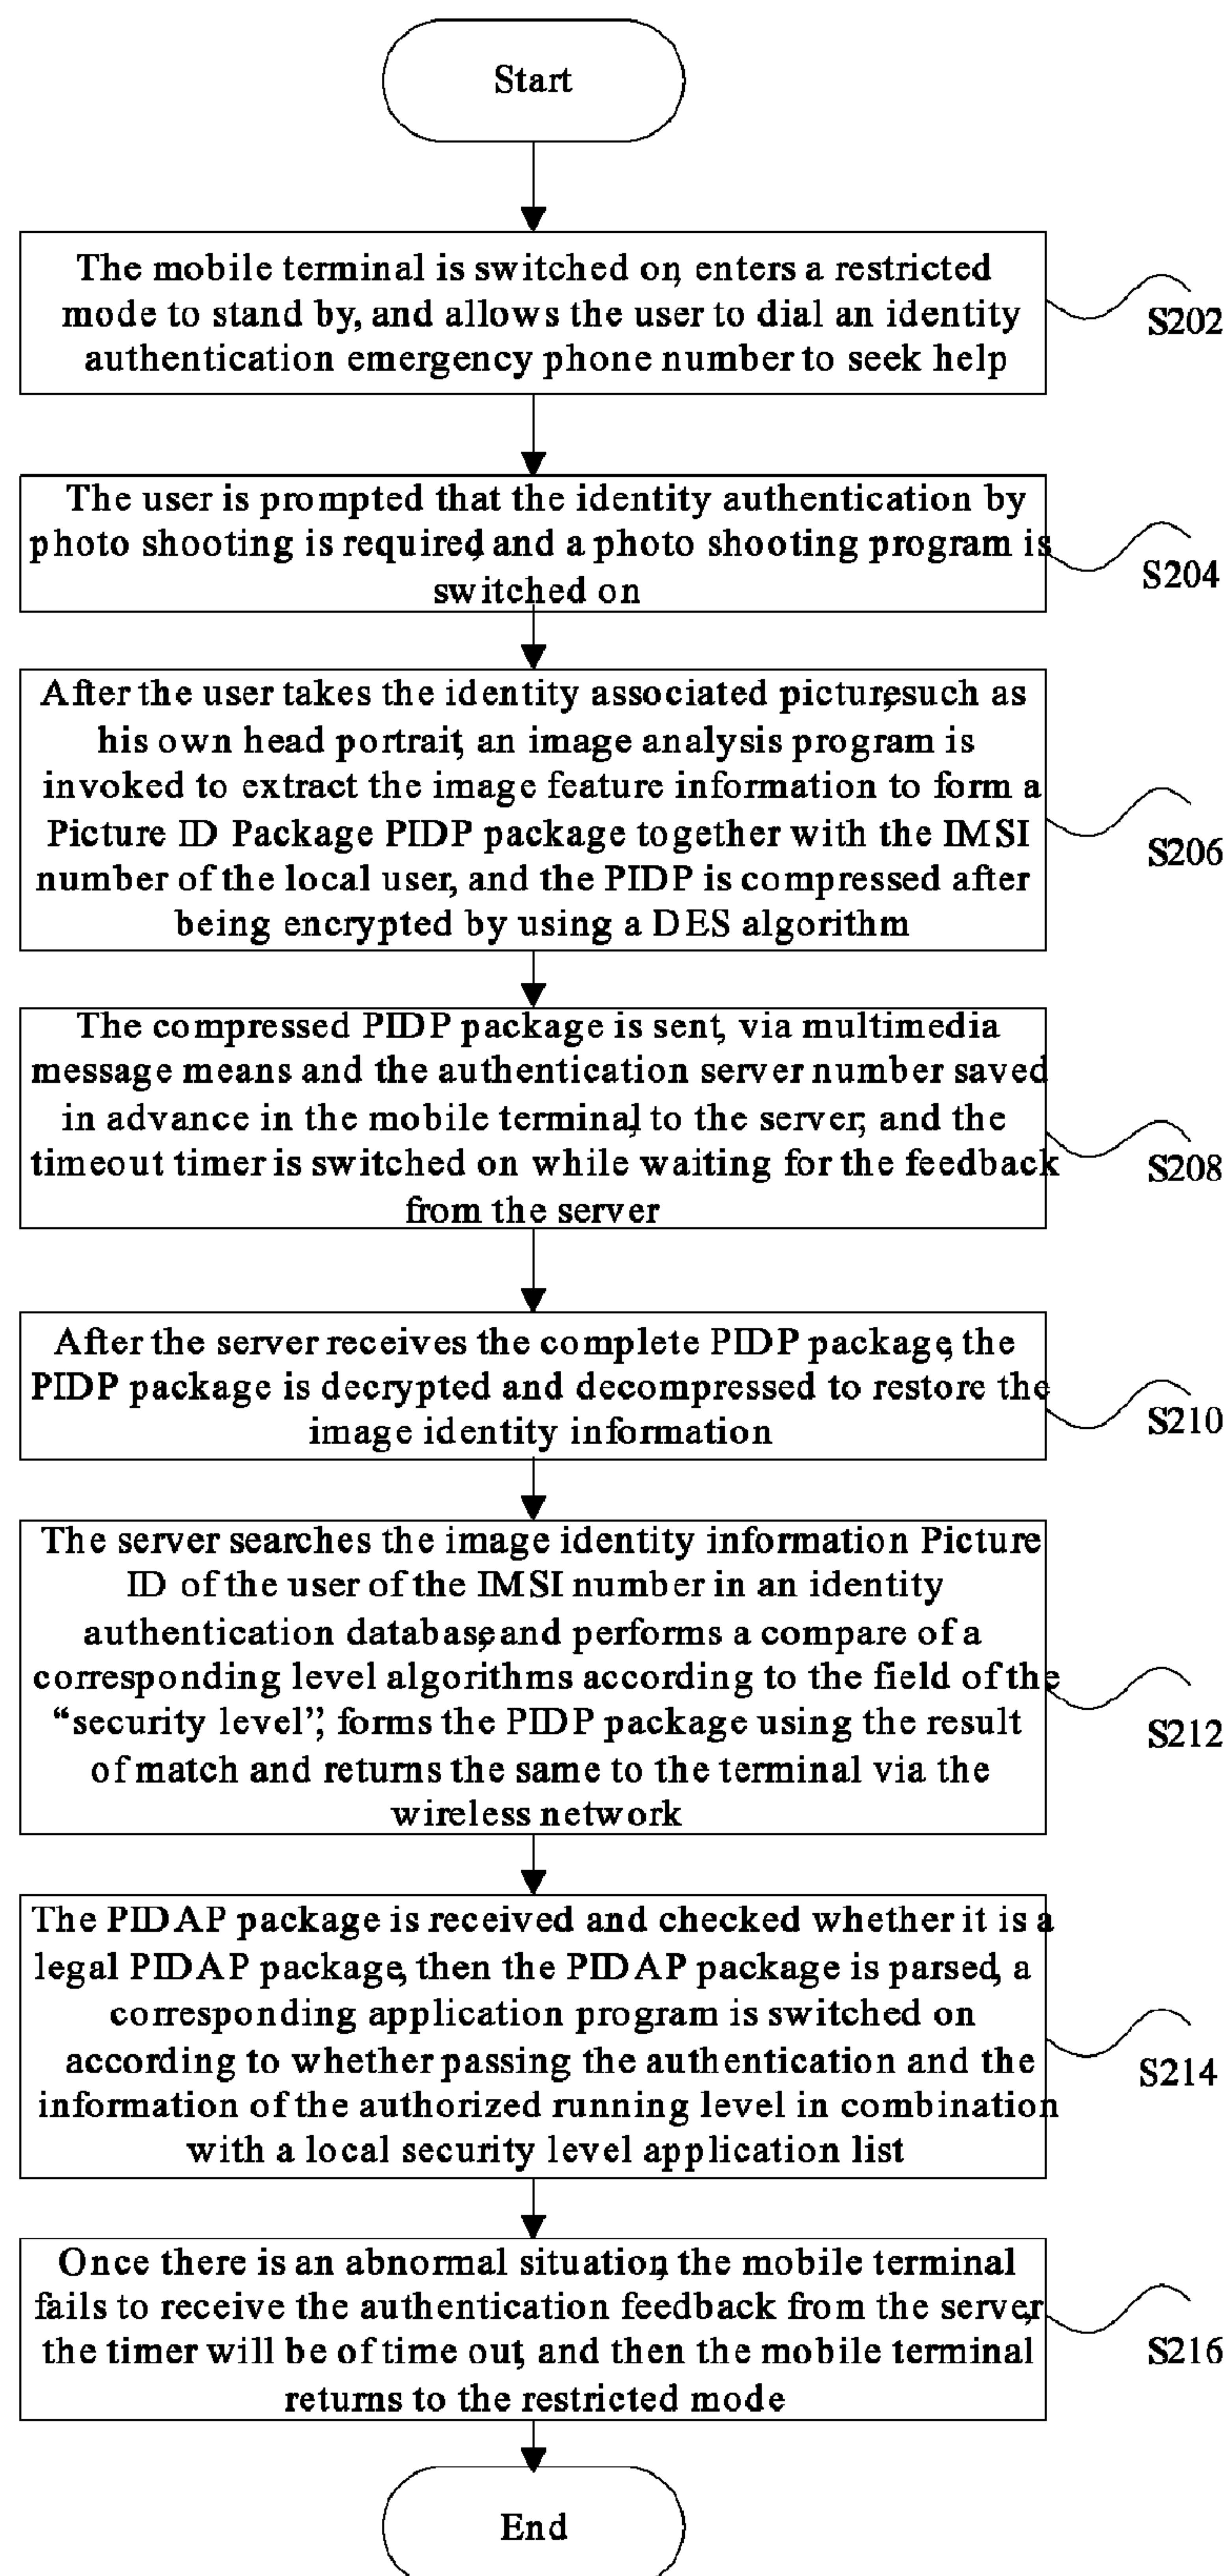 Start
The mobile terminal is switched on, enters a restricted
mode to stand by, and allows the user to dial an identity
authentication emergency phone number to seek help
S202
The user is prompted that the identity authentication by
photo shooting is required, and a photo shooting program is
switched on
S204
After the user takes the identity associated picture, such as
his own head portrait, an image analysis program is
invoked to extract the image feature information to form a
Picture ID Package PIDP package together with the IMSI
number of the local user, and the PIDP is compressed after
being encrypted by using a DES algorithm
S206
The compressed PIDP package is sent, via multimedia
message means and the authentication server number saved
in advance in the mobile terminal, to the server; and the
timeout timer is switched on while waiting for the feedback
from the server
S208
After the server receives the complete PIDP package, the
PIDP package is decrypted and decompressed to restore the
image identity information
S210
The server searches the image identity information Picture
ID of the user of the IMSI number in an identity
authentication database, and performs a compare of a
corresponding level algorithms according to the field of the
“security level”, forms the PIDP package using the result
of match and returns the same to the terminal via the
wireless network
S212
The PIDAP package is received and checked whether it is a
legal PIDAP package, then the PIDAP package is parsed, a
corresponding application program is switched on
according to whether passing the authentication and the
information of the authorized running level in combination
with a local security level application list
S214
Once there is an abnormal situation, the mobile terminal
fails to receive the authentication feedback from the server,
the timer will be of time out, and then the mobile terminal
returns to the restricted mode
S216
End